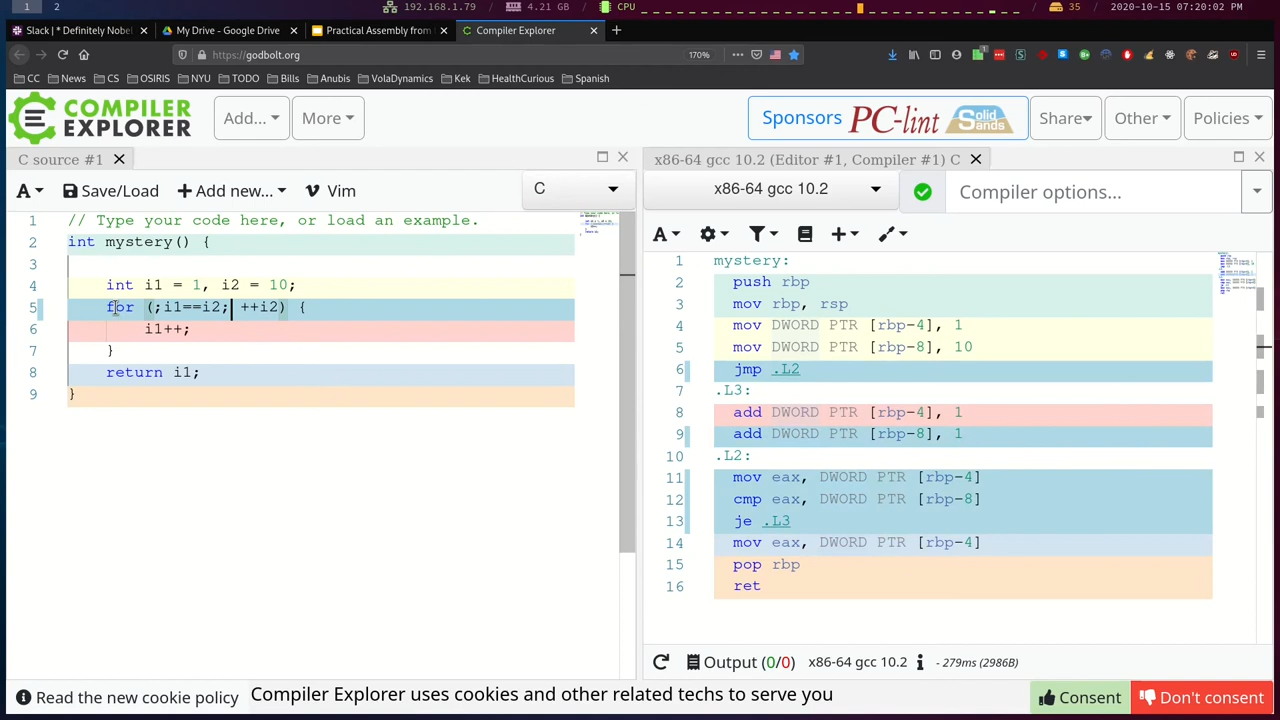 1 2 192.168.1.79 4.21 GB CPU 35 2020-10-15 7:20:02 PM
Slack | * Definitely Nobel
My Drive - Google Drive
Practical Assembly from
Compiler Explorer
https://godbolt.org 170%
CC News CS OSIRIS NYU TODO Bills Anubis VolaDynamics Kek HealthCurious Spanish
COMPILER
EXPLORER
Add... More Sponsors PC-lint Solid Sands Share Other Policies
C source #1
x86-64 gcc 10.2 (Editor #1, Compiler #1) C
A Save/Load Add new... Vim C
x86-64 gcc 10.2 Compiler options...
1 // Type your code here, or load an example.
2 int mystery() {
3
4 int i1 = 1, i2 = 10;
5 for (;i1==i2; ++i2) {
6 i1++;
7 }
8 return i1;
9 }
A
1 mystery:
2 push rbp
3 mov rbp, rsp
4 mov DWORD PTR [rbp-4], 1
5 mov DWORD PTR [rbp-8], 10
6 jmp .L2
7 .L3:
8 add DWORD PTR [rbp-4], 1
9 add DWORD PTR [rbp-8], 1
10 .L2:
11 mov eax, DWORD PTR [rbp-4]
12 cmp eax, DWORD PTR [rbp-8]
13 je .L3
14 mov eax, DWORD PTR [rbp-4]
15 pop rbp
16 ret
Output (0/0) x86-64 gcc 10.2 - 279ms (2986B)
Read the new cookie policy Compiler Explorer uses cookies and other related techs to serve you Consent Don't consent